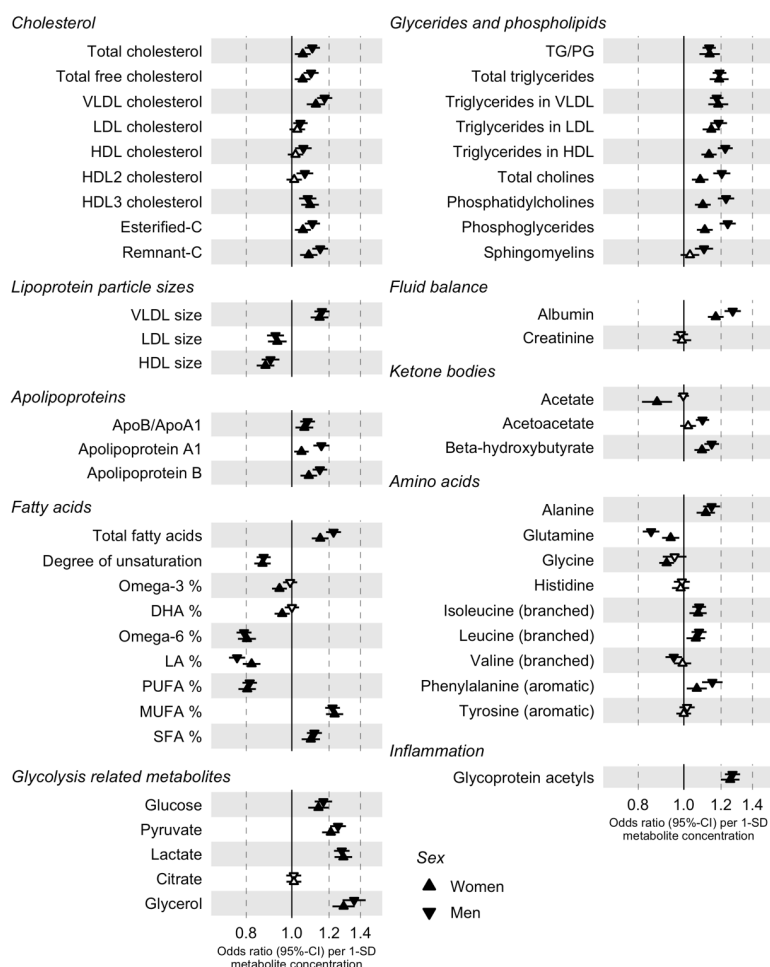 Cholesterol
Total cholesterol
Total free cholesterol
VLDL cholesterol
LDL cholesterol
HDL cholesterol
HDL2 cholesterol
HDL3 cholesterol
Esterified-C
Remnant-C
Lipoprotein particle sizes
VLDL size
LDL size
HDL size
Apolipoproteins
ApoB/ApoA1
Apolipoprotein A1
Apolipoprotein B
Fatty acids
Total fatty acids
Degree of unsaturation
Omega-3 %
DHA %
Omega-6 %
LA %
PUFA %
MUFA %
SFA %
Glycolysis related metabolites
Glucose
Pyruvate
Lactate
Citrate
Glycerol
0.8 1.0 1.2 1.4
Odds ratio (95%-CI) per 1-SD
metabolite concentration
Glycerides and phospholipids
TG/PG
Total triglycerides
Triglycerides in VLDL
Triglycerides in LDL
Triglycerides in HDL
Total cholines
Phosphatidylcholines
Phosphoglycerides
Sphingomyelins
Fluid balance
Albumin
Creatinine
Ketone bodies
Acetate
Acetoacetate
Beta-hydroxybutyrate
Amino acids
Alanine
Glutamine
Glycine
Histidine
Isoleucine (branched)
Leucine (branched)
Valine (branched)
Phenylalanine (aromatic)
Tyrosine (aromatic)
Inflammation
Glycoprotein acetyls
0.8 1.0 1.2 1.4
Odds ratio (95%-CI) per 1-SD
metabolite concentration
Sex
Women
Men